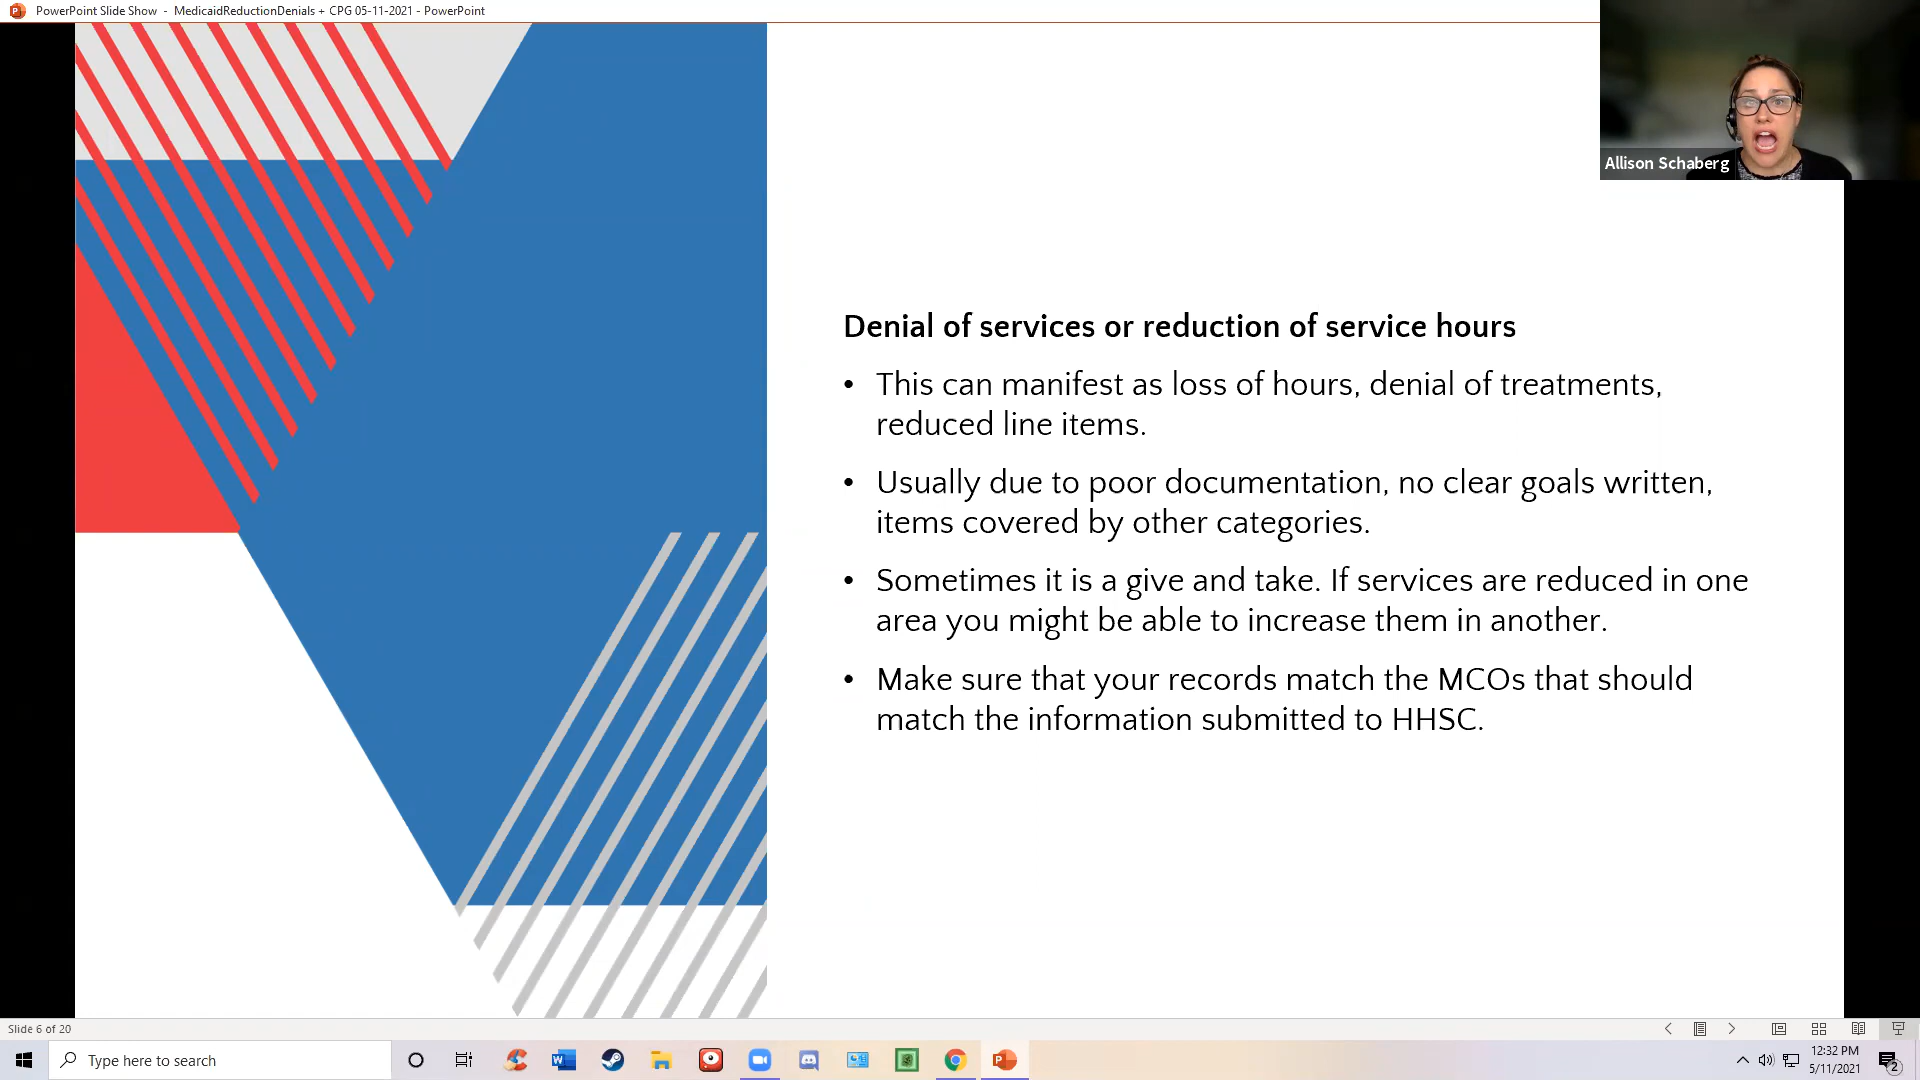 PowerPoint Slide Show - MedicaidReductionDenials + CPG 05-11-2021 - PowerPoint
Allison Schaberg
Denial of services or reduction of service hours
• This can manifest as loss of hours, denial of treatments,
reduced line items.
• Usually due to poor documentation, no clear goals written,
items covered by other categories.
• Sometimes it is a give and take. If services are reduced in one
area you might be able to increase them in another.
• Make sure that your records match the MCOs that should
match the information submitted to HHSC.
Slide 6 of 20
Type here to search
12:32 PM
5/11/2021
2